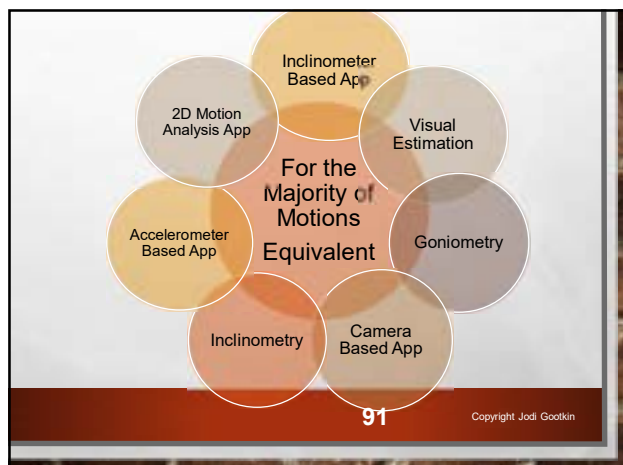 Inclinometer
Based App
2D Motion
Analysis App
Visual
Estimation
For the
Majority of
Motions
Equivalent
Accelerometer
Based App
Goniometry
Inclinometry
Camera
Based App
91
Copyright Jodi Gootkin